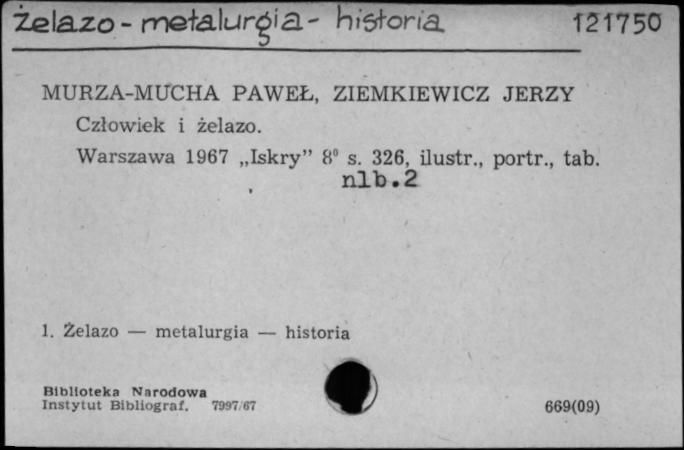 żelazo - metalurgia - historia 121750
MURZA-MUCHA PAWEŁ, ZIEMKIEWICZ JERZY
Człowiek i żelazo.
Warszawa 1967 „Iskry” 8⁰ s. 326, ilustr., portr., tab.
nlb.2
1. Żelazo — metalurgia — historia
Biblioteka Narodowa
Instytut Bibliograf. 7997/67 669(09)